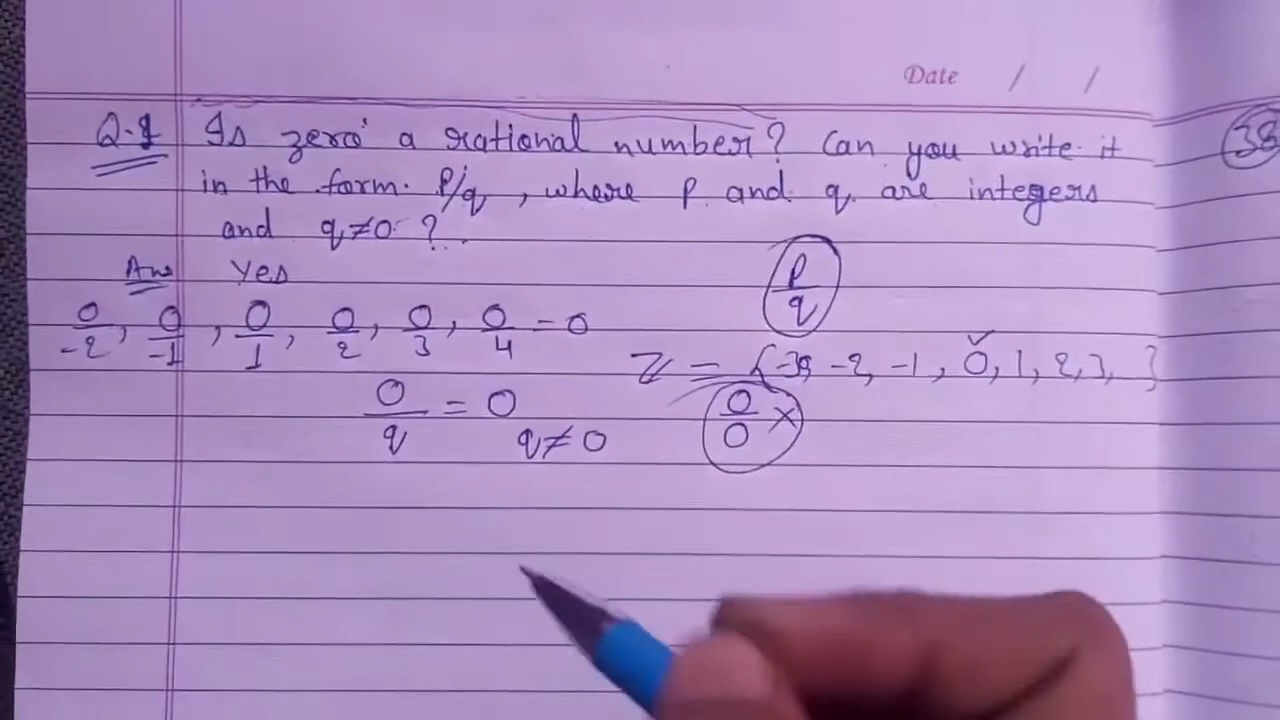 Date / /
38
Q.1 Is zero a rational number? Can you write it
in the form P/q, where P and q are integers
and q≠0 ?
Ans Yes
P/q
0/-2, 0/-1, 0/1, 0/2, 0/3, 0/4 = 0
Z = {-3, -2, -1, 0, 1, 2, 3, }
0/q = 0 q≠0
0/0 ×